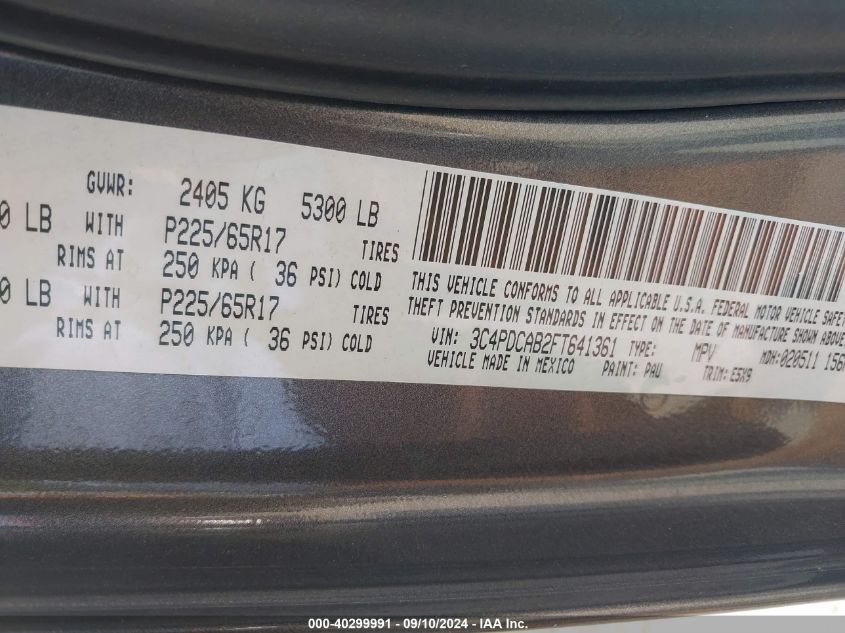 GVWR: 2405 KG 5300 LB
0 LB WITH P225/65R17 TIRES
RIMS AT 250 KPA ( 36 PSI) COLD
0 LB WITH P225/65R17 TIRES
RIMS AT 250 KPA ( 36 PSI) COLD
THIS VEHICLE CONFORMS TO ALL APPLICABLE U.S.A. FEDERAL MOTOR VEHICLE SAFET
THEFT PREVENTION STANDARDS IN EFFECT ON THE DATE OF MANUFACTURE SHOWN ABOVE
VIN: 3C4PDCAB2FT641361 TYPE: MPV MDH:020511 156
VEHICLE MADE IN MEXICO PAINT: PAU TRIM:E5X9
000-40299991 - 09/10/2024 - IAA Inc.